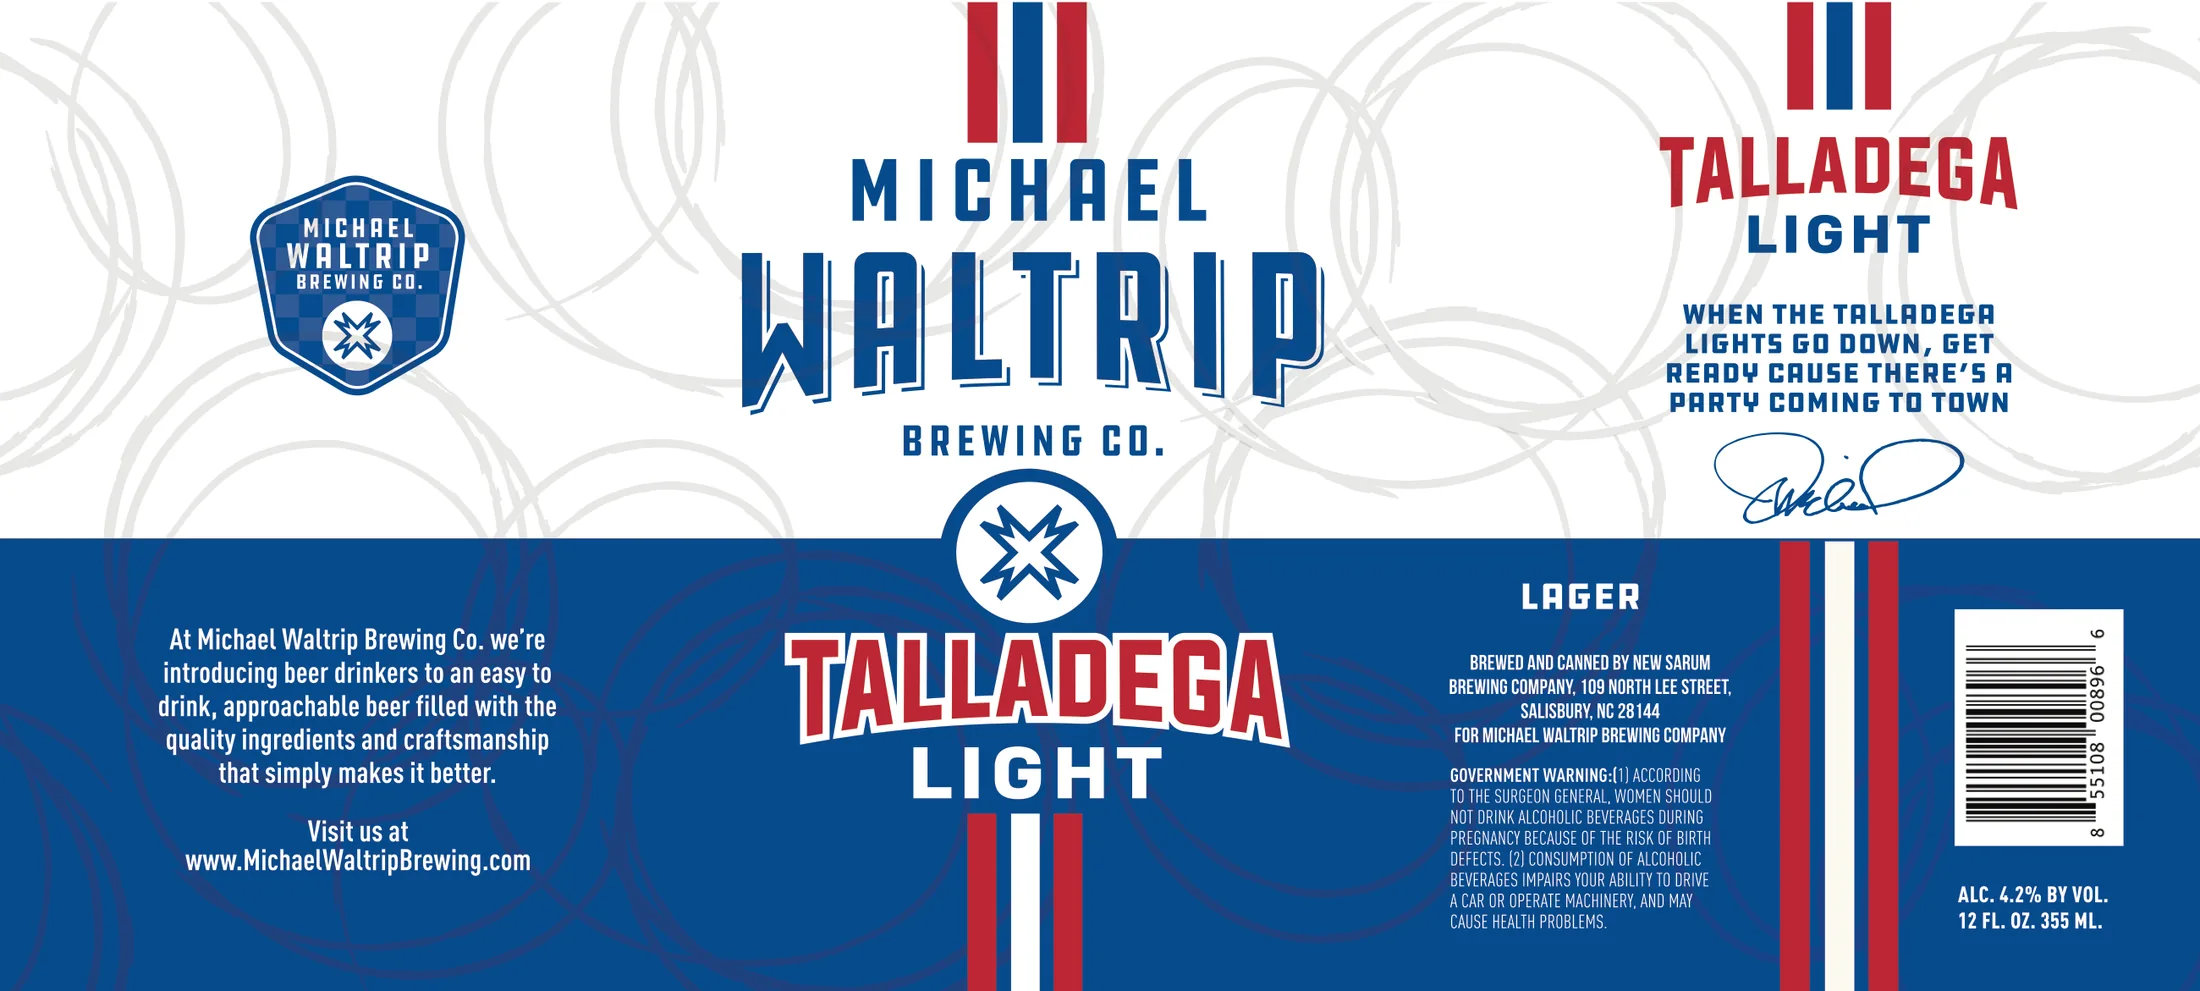 MICHAEL
WALTRIP
BREWING CO.
At Michael Waltrip Brewing Co. we're
introducing beer drinkers to an easy to
drink, approachable beer filled with the
quality ingredients and craftsmanship
that simply makes it better.
Visit us at
www.MichaelWaltripBrewing.com
MICHAEL
WALTRIP
BREWING CO.
TALLADEGA
LIGHT
TALLADEGA
LIGHT
WHEN THE TALLADEGA
LIGHTS GO DOWN, GET
READY CAUSE THERE'S A
PARTY COMING TO TOWN
Michael
LAGER
BREWED AND CANNED BY NEW SARUM
BREWING COMPANY, 109 NORTH LEE STREET,
SALISBURY, NC 28144
FOR MICHAEL WALTRIP BREWING COMPANY
GOVERNMENT WARNING:(1) ACCORDING
TO THE SURGEON GENERAL, WOMEN SHOULD
NOT DRINK ALCOHOLIC BEVERAGES DURING
PREGNANCY BECAUSE OF THE RISK OF BIRTH
DEFECTS. (2) CONSUMPTION OF ALCOHOLIC
BEVERAGES IMPAIRS YOUR ABILITY TO DRIVE
A CAR OR OPERATE MACHINERY, AND MAY
CAUSE HEALTH PROBLEMS.
8 55108 00896 6
ALC. 4.2% BY VOL.
12 FL. OZ. 355 ML.